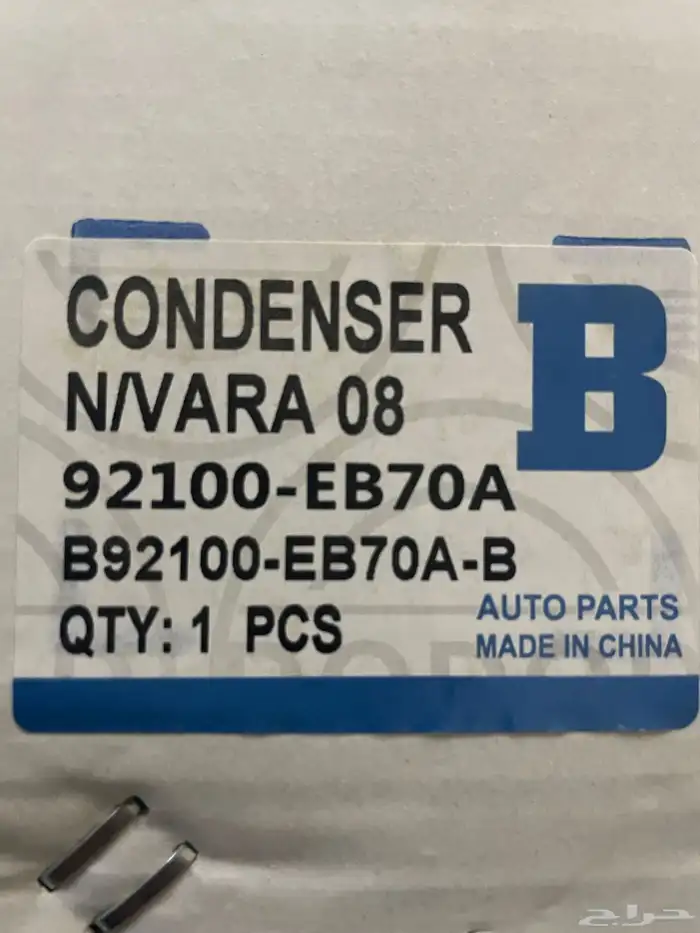 CONDENSER
N/VARA 08
92100-EB70A
B92100-EB70A-B
QTY: 1 PCS
B
AUTO PARTS
MADE IN CHINA
حراج